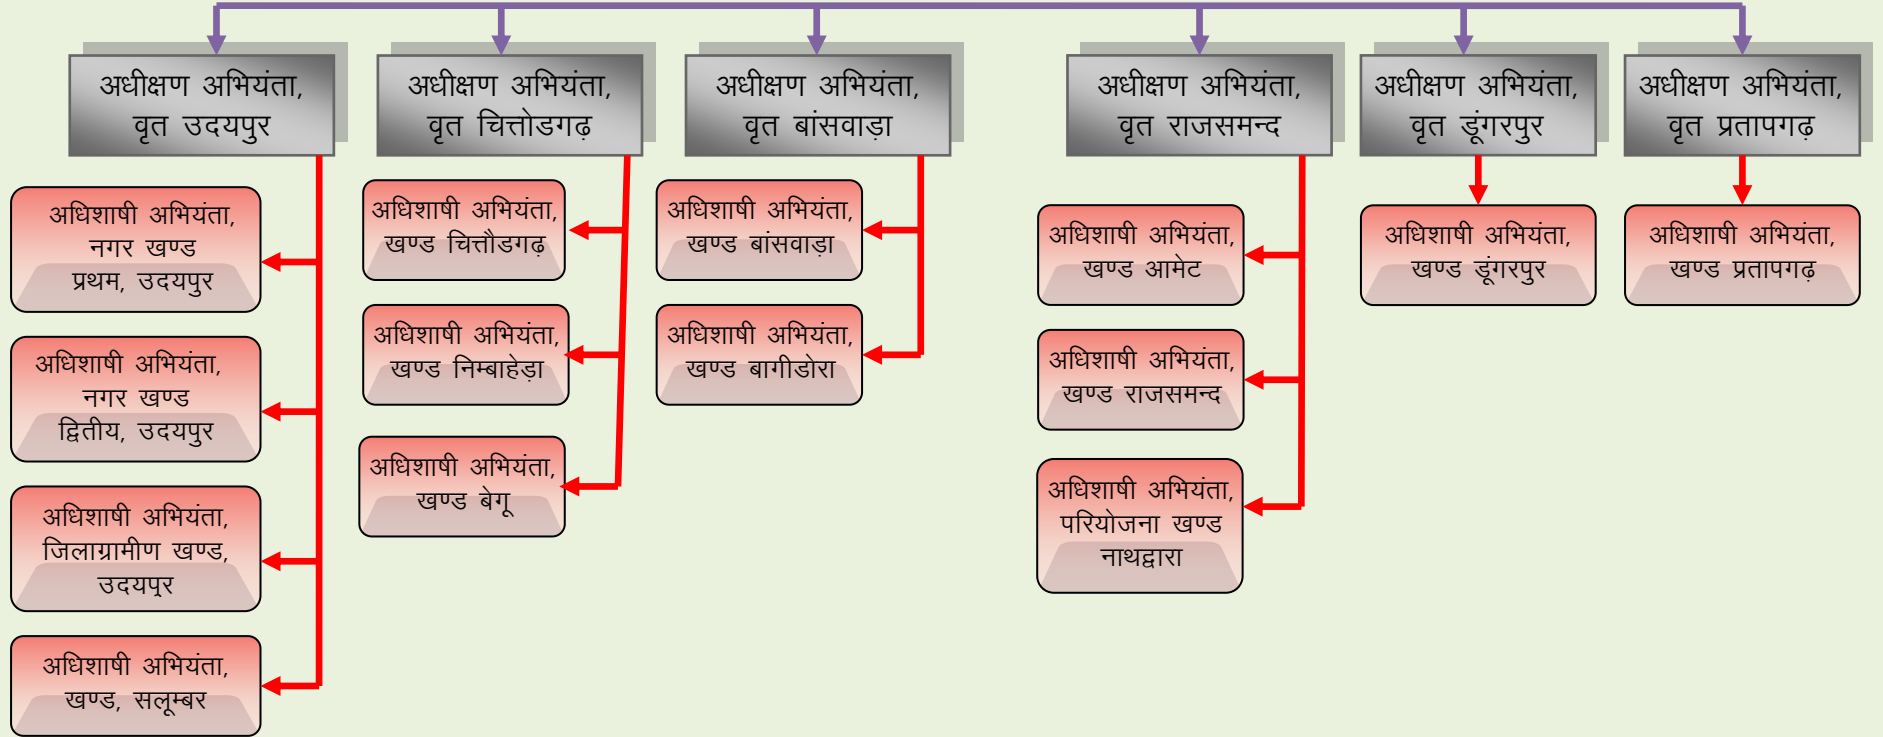 अधीक्षण अभियंता,
वृत उदयपुर
अधीक्षण अभियंता,
वृत चित्तोडगढ़
अधीक्षण अभियंता,
वृत बांसवाड़ा
अधीक्षण अभियंता,
वृत राजसमन्द
अधीक्षण अभियंता,
वृत डूंगरपुर
अधीक्षण अभियंता,
वृत प्रतापगढ़
अधिशाषी अभियंता,
नगर खण्ड
प्रथम, उदयपुर
अधिशाषी अभियंता,
नगर खण्ड
द्वितीय, उदयपुर
अधिशाषी अभियंता,
जिलाग्रामीण खण्ड,
उदयपुर
अधिशाषी अभियंता,
खण्ड, सलूम्बर
अधिशाषी अभियंता,
खण्ड चित्तौडगढ़
अधिशाषी अभियंता,
खण्ड निम्बाहेड़ा
अधिशाषी अभियंता,
खण्ड बेगू
अधिशाषी अभियंता,
खण्ड बांसवाड़ा
अधिशाषी अभियंता,
खण्ड बागीडोरा
अधिशाषी अभियंता,
खण्ड आमेट
अधिशाषी अभियंता,
खण्ड राजसमन्द
अधिशाषी अभियंता,
परियोजना खण्ड
नाथद्वारा
अधिशाषी अभियंता,
खण्ड डूंगरपुर
अधिशाषी अभियंता,
खण्ड प्रतापगढ़